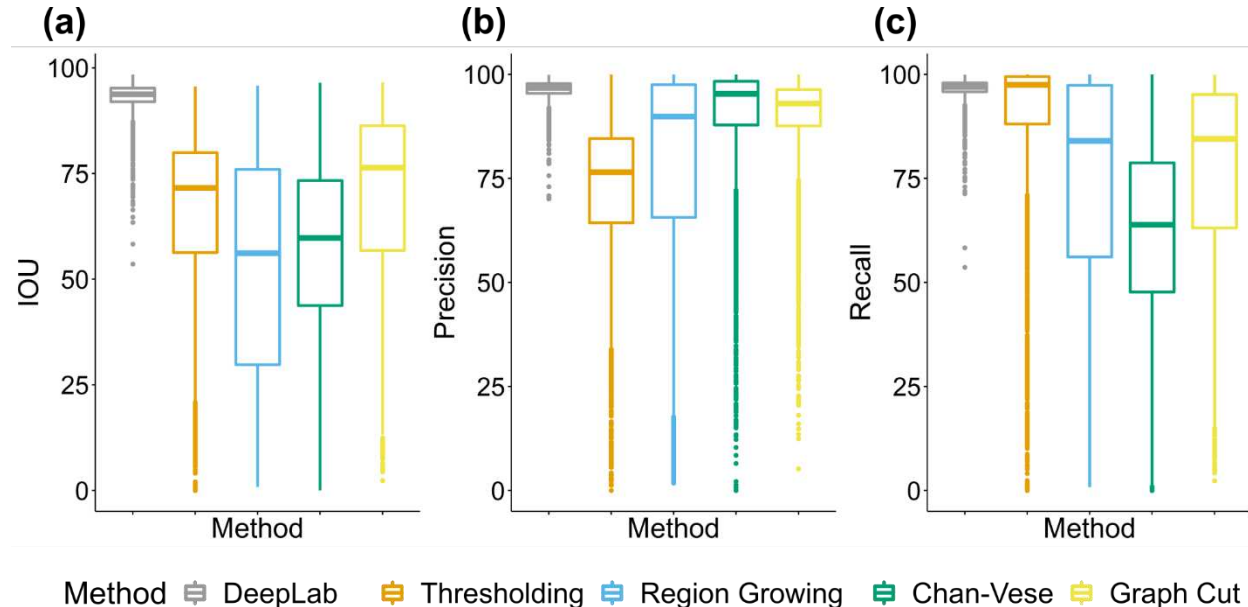 (a)
(b)
(c)
100
75
50
25
0
IOU
Method
100
75
50
25
0
Precision
Method
100
75
50
25
0
Recall
Method
Method DeepLab Thresholding Region Growing Chan-Vese Graph Cut